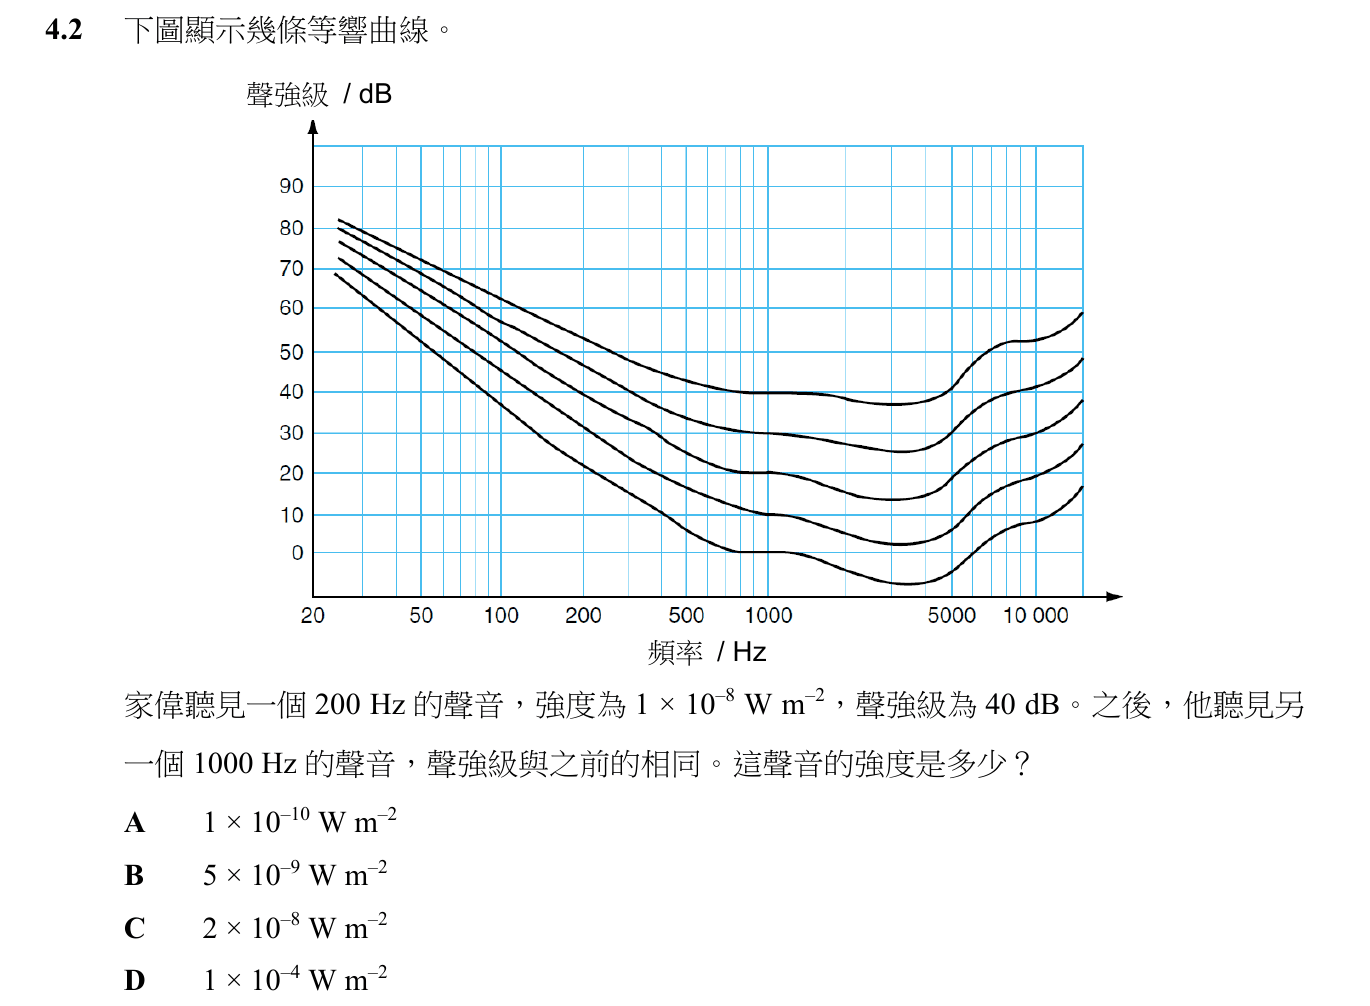 4.2 下圖顯示幾條等響曲線。
聲強級 / dB
90
80
70
60
50
40
30
20
10
0
20 50 100 200 500 1000 5000 10 000
頻率 / Hz
家偉聽見一個 200 Hz 的聲音，強度為 1 × 10⁻⁸ W m⁻²，聲強級為 40 dB。之後，他聽見另
一個 1000 Hz 的聲音，聲強級與之前的相同。這聲音的強度是多少？
A 1 × 10⁻¹⁰ W m⁻²
B 5 × 10⁻⁹ W m⁻²
C 2 × 10⁻⁸ W m⁻²
D 1 × 10⁻⁴ W m⁻²